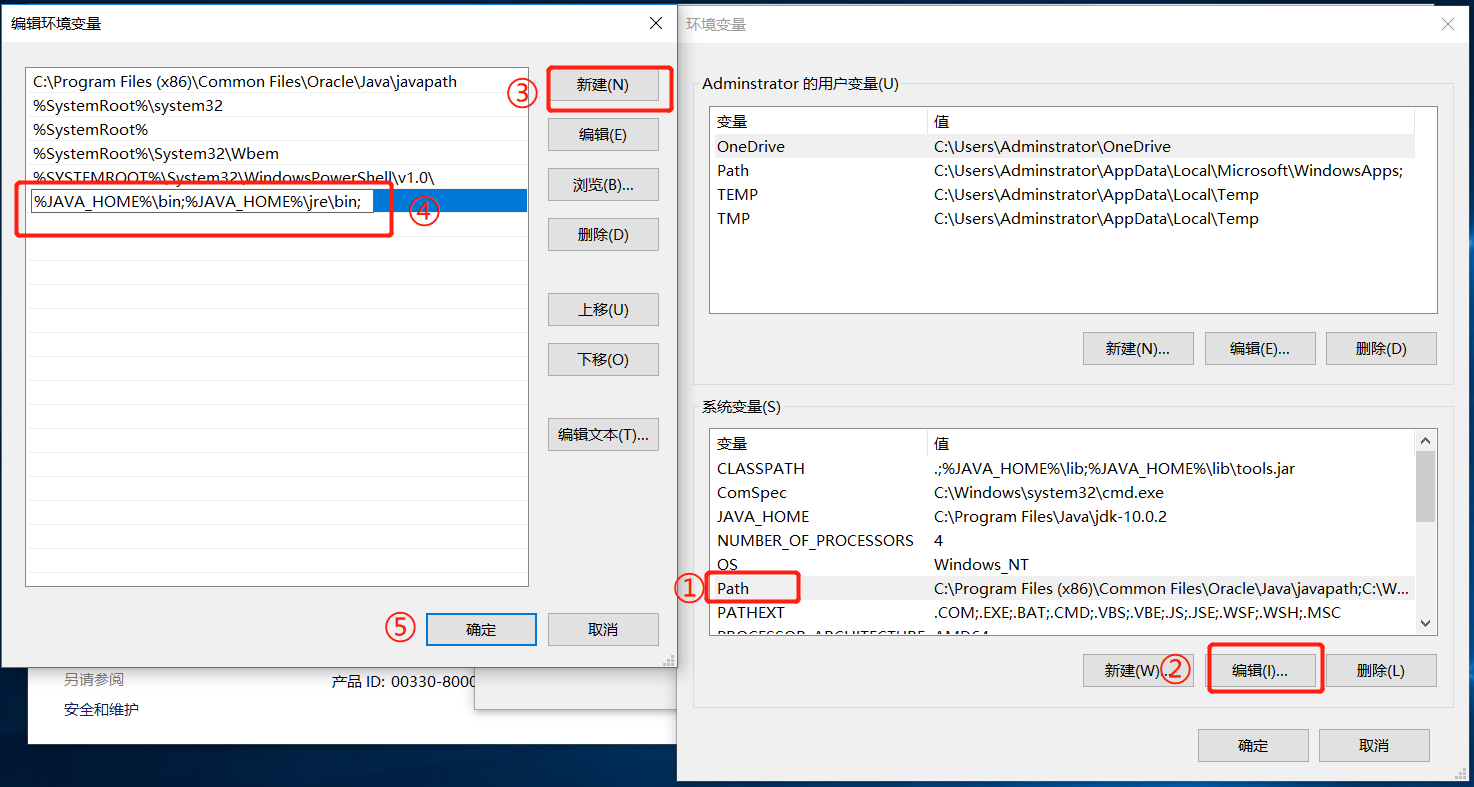 编辑环境变量
C:\Program Files (x86)\Common Files\Oracle\Java\javapath
%SystemRoot%\system32
%SystemRoot%
%SystemRoot%\System32\Wbem
%SYSTEMROOT%\System32\WindowsPowerShell\v1.0\
%JAVA_HOME%\bin;%JAVA_HOME%\jre\bin;
④
③
新建(N)
编辑(E)
浏览(B)...
删除(D)
上移(U)
下移(O)
编辑文本(T)...
⑤
确定
取消
另请参阅
安全和维护
产品 ID: 00330-8000
环境变量
Adminstrator 的用户变量(U)
变量 值
OneDrive C:\Users\Adminstrator\OneDrive
Path C:\Users\Adminstrator\AppData\Local\Microsoft\WindowsApps;
TEMP C:\Users\Adminstrator\AppData\Local\Temp
TMP C:\Users\Adminstrator\AppData\Local\Temp
新建(N)... 编辑(E)... 删除(D)
系统变量(S)
变量 值
CLASSPATH .;%JAVA_HOME%\lib;%JAVA_HOME%\lib\tools.jar
ComSpec C:\Windows\system32\cmd.exe
JAVA_HOME C:\Program Files\Java\jdk-10.0.2
NUMBER_OF_PROCESSORS 4
OS Windows_NT
① Path C:\Program Files (x86)\Common Files\Oracle\Java\javapath;C:\W...
PATHEXT .COM;.EXE;.BAT;.CMD;.VBS;.VBE;.JS;.JSE;.WSF;.WSH;.MSC
PROCESSOR_ARCHITECTURE AMD64
新建(W)... ② 编辑(I)... 删除(L)
确定 取消